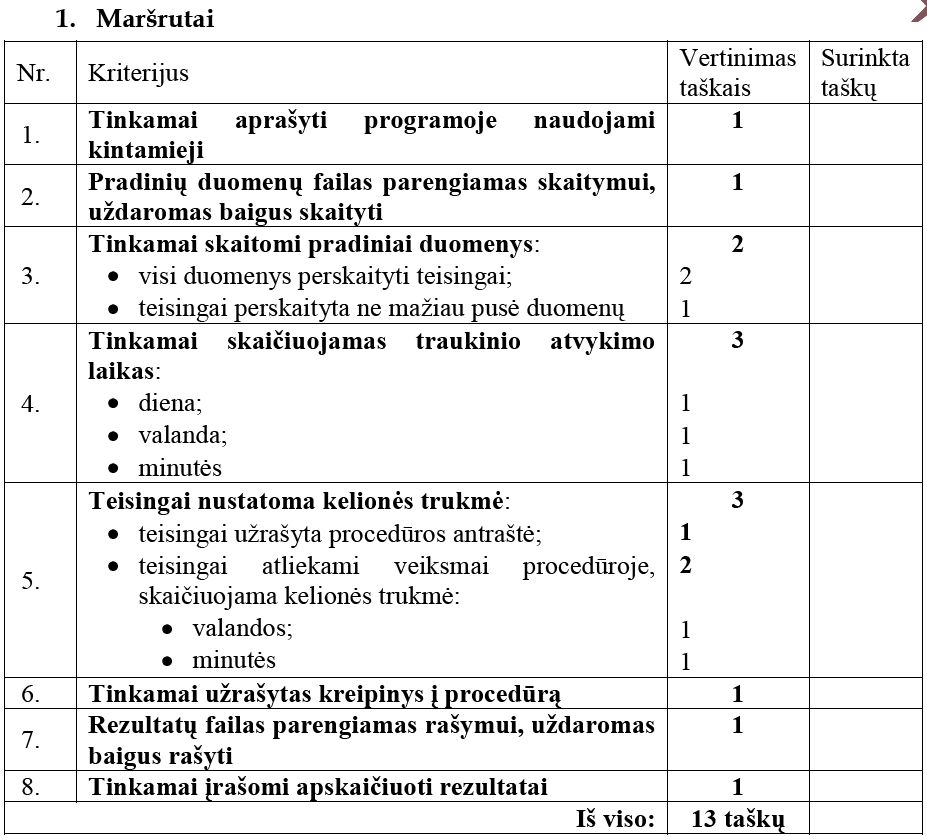 1. Maršrutai
Nr. Kriterijus Vertinimas taškais Surinkta taškų
1. Tinkamai aprašyti programoje naudojami 1
kintamieji
2. Pradinių duomenų failas parengiamas skaitymui, 1
uždaromas baigus skaityti
3. Tinkamai skaitomi pradiniai duomenys: 2
• visi duomenys perskaityti teisingai; 2
• teisingai perskaityta ne mažiau pusė duomenų 1
4. Tinkamai skaičiuojamas traukinio atvykimo 3
laikas:
• diena; 1
• valanda; 1
• minutės 1
5. Teisingai nustatoma kelionės trukmė: 3
• teisingai užrašyta procedūros antraštė; 1
• teisingai atliekami veiksmai procedūroje, 2
skaičiuojama kelionės trukmė:
• valandos; 1
• minutės 1
6. Tinkamai užrašytas kreipinys į procedūrą 1
7. Rezultatų failas parengiamas rašymui, uždaromas 1
baigus rašyti
8. Tinkamai įrašomi apskaičiuoti rezultatai 1
Iš viso: 13 taškų